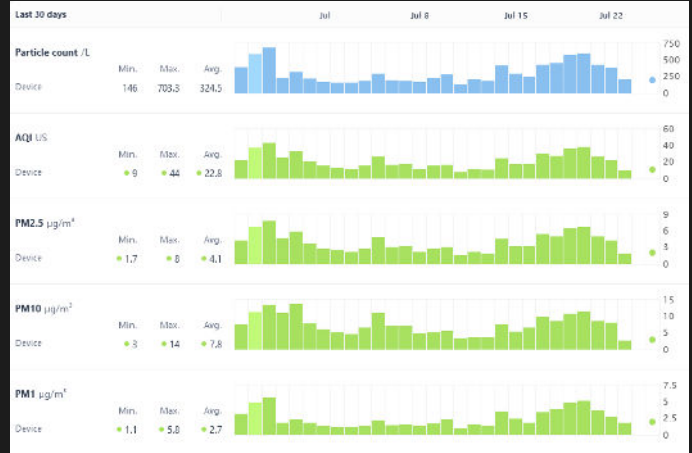 Last 30 days Jul Jul 8 Jul 15 Jul 22
Particle count /L
Min. Max. Avg.
Device 146 703.3 324.5
750
500
250
0
AQI US
Min. Max. Avg.
Device 9 44 22.8
60
40
20
0
PM2.5 µg/m³
Min. Max. Avg.
Device 1.7 8 4.1
9
6
3
0
PM10 µg/m³
Min. Max. Avg.
Device 3 14 7.8
15
10
5
0
PM1 µg/m³
Min. Max. Avg.
Device 1.1 5.8 2.7
7.5
5
2.5
0